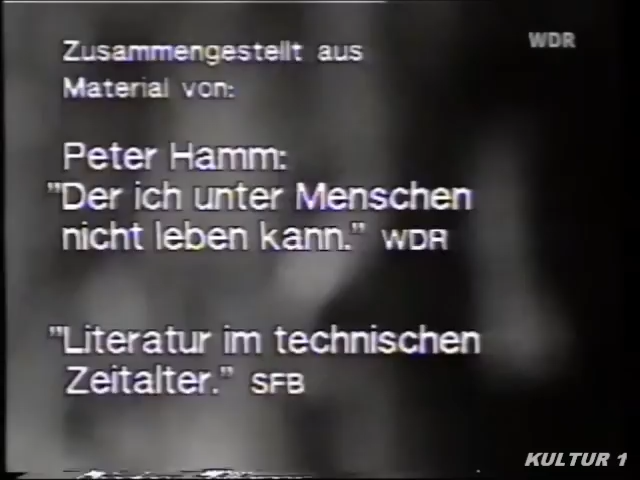 WDR
Zusammengestellt aus
Material von:
Peter Hamm:
"Der ich unter Menschen
nicht leben kann." WDR
"Literatur im technischen
Zeitalter." SFB
KULTUR 1